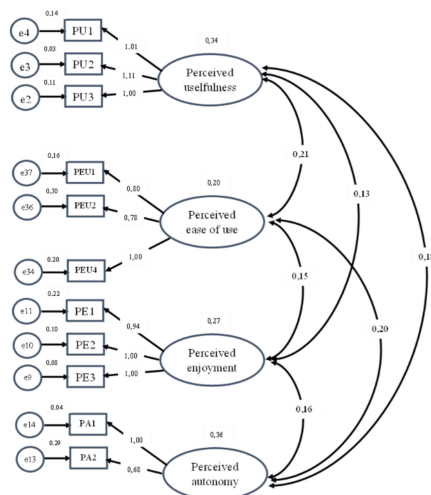 0,14
e4 PU1
0,03
e3 PU2
0,11
e2 PU3
1,01
1,11
1,00
0,34
Perceived
uselfulness
0,21
0,13
0,18
0,16
e37 PEU1
0,30
e36 PEU2
0,20
e34 PEU4
0,80
0,78
1,00
0,20
Perceived
ease of use
0,15
0,20
0,22
e11 PE1
0,10
e10 PE2
0,08
e9 PE3
0,94
1,00
1,00
0,27
Perceived
enjoyment
0,16
0,04
e14 PA1
0,29
e13 PA2
1,00
0,68
0,36
Perceived
autonomy